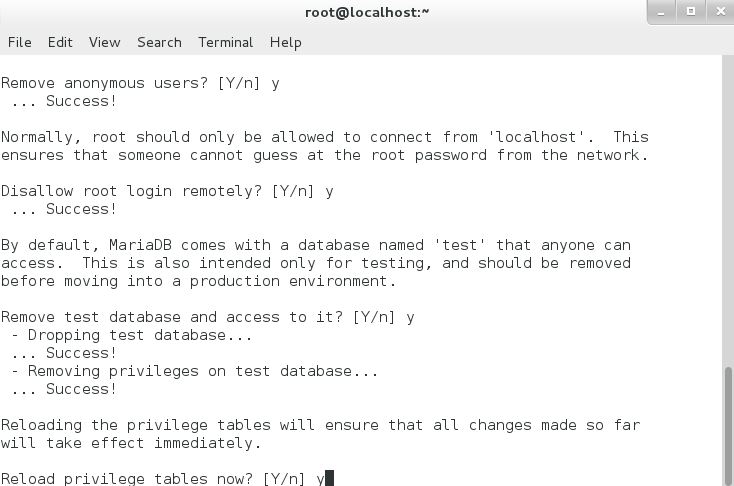 root@localhost:~
File Edit View Search Terminal Help
Remove anonymous users? [Y/n] y
 ... Success!
Normally, root should only be allowed to connect from 'localhost'.  This
ensures that someone cannot guess at the root password from the network.
Disallow root login remotely? [Y/n] y
 ... Success!
By default, MariaDB comes with a database named 'test' that anyone can
access.  This is also intended only for testing, and should be removed
before moving into a production environment.
Remove test database and access to it? [Y/n] y
 - Dropping test database...
 ... Success!
 - Removing privileges on test database...
 ... Success!
Reloading the privilege tables will ensure that all changes made so far
will take effect immediately.
Reload privilege tables now? [Y/n] y